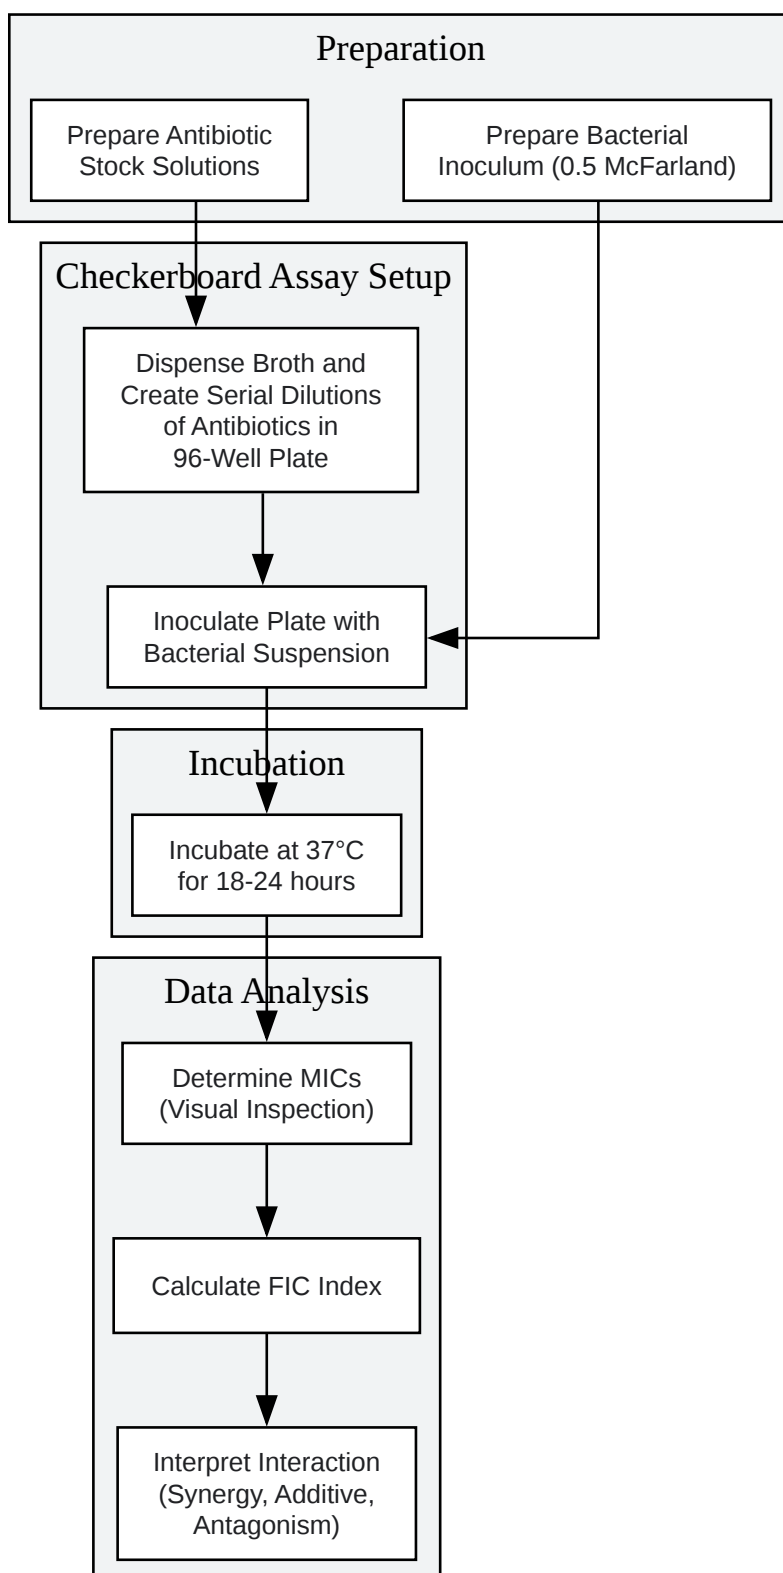 Preparation
Prepare Antibiotic
Stock Solutions
Prepare Bacterial
Inoculum (0.5 McFarland)
Checkerboard Assay Setup
Dispense Broth and
Create Serial Dilutions
of Antibiotics in
96-Well Plate
Inoculate Plate with
Bacterial Suspension
Incubation
Incubate at 37°C
for 18-24 hours
Data Analysis
Determine MICs
(Visual Inspection)
Calculate FIC Index
Interpret Interaction
(Synergy, Additive,
Antagonism)